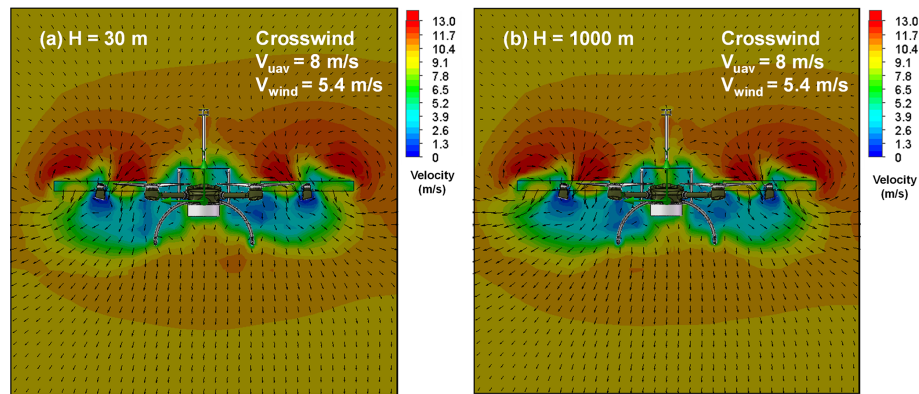 (a) H = 30 m
Crosswind
Vuav = 8 m/s
Vwind = 5.4 m/s
13.0
11.7
10.4
9.1
7.8
6.5
5.2
3.9
2.6
1.3
0
Velocity
(m/s)
(b) H = 1000 m
Crosswind
Vuav = 8 m/s
Vwind = 5.4 m/s
13.0
11.7
10.4
9.1
7.8
6.5
5.2
3.9
2.6
1.3
0
Velocity
(m/s)